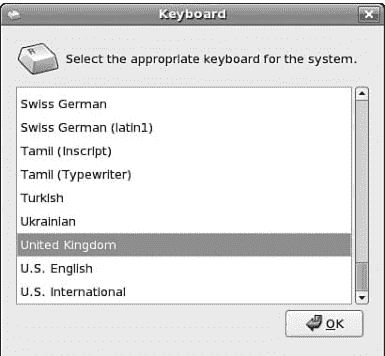 Keyboard
Select the appropriate keyboard for the system.
Swiss German
Swiss German (latin1)
Tamil (Inscript)
Tamil (Typewriter)
Turkish
Ukrainian
United Kingdom
U.S. English
U.S. International
OK